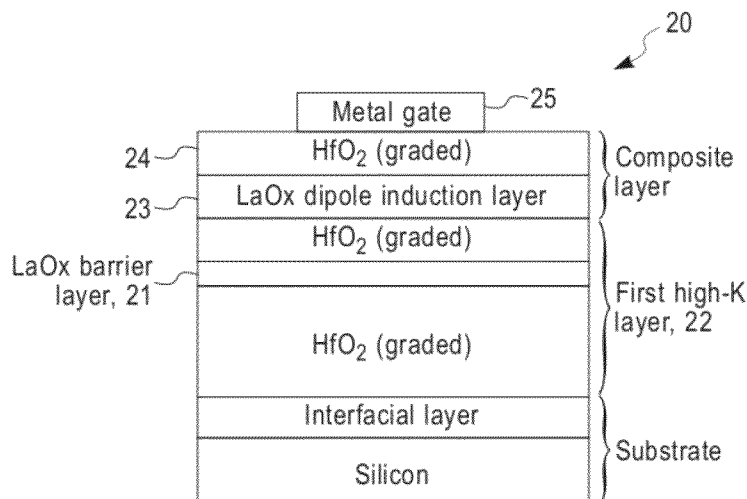 20
Metal gate
25
24
HfO₂ (graded)
Composite
layer
23
LaOx dipole induction layer
HfO₂ (graded)
LaOx barrier
layer, 21
First high-K
layer, 22
HfO₂ (graded)
Interfacial layer
Substrate
Silicon